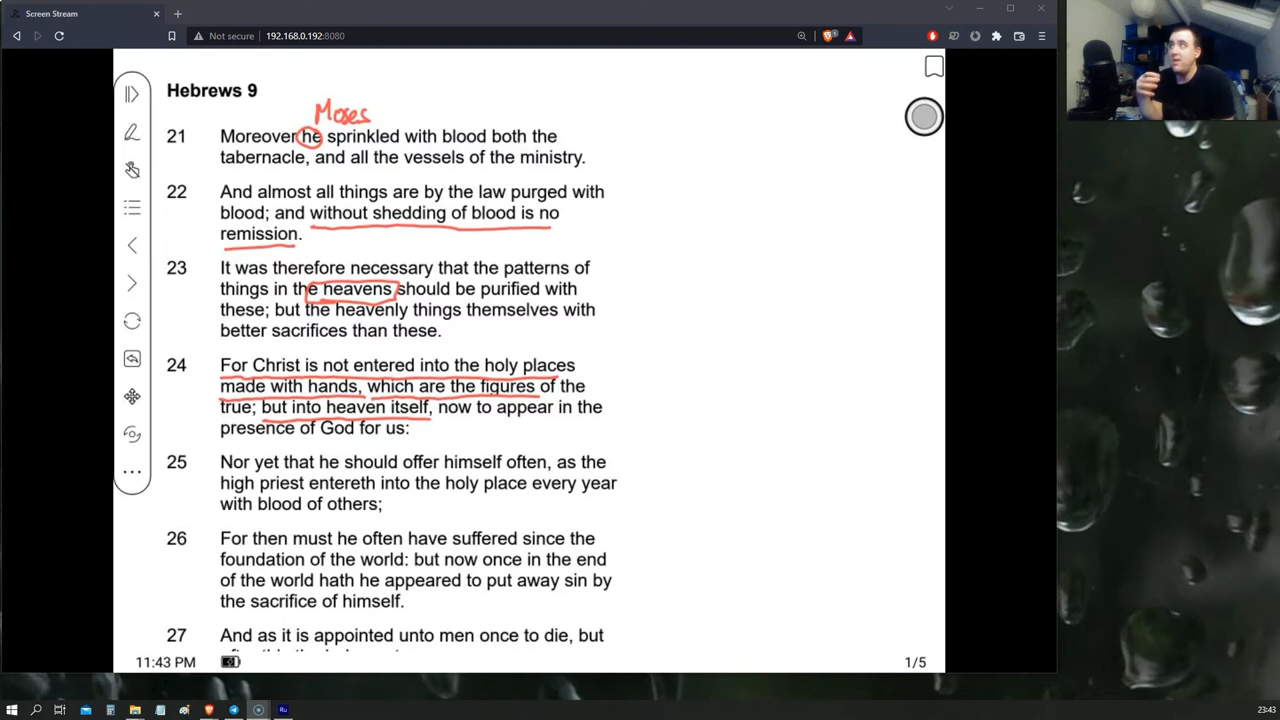 Screen Stream
Not secure
192.168.0.192:8080
Hebrews 9
Moses
21 Moreover he sprinkled with blood both the
tabernacle, and all the vessels of the ministry.
22 And almost all things are by the law purged with
blood; and without shedding of blood is no
remission.
23 It was therefore necessary that the patterns of
things in the heavens should be purified with
these; but the heavenly things themselves with
better sacrifices than these.
24 For Christ is not entered into the holy places
made with hands, which are the figures of the
true; but into heaven itself, now to appear in the
presence of God for us:
25 Nor yet that he should offer himself often, as the
high priest entereth into the holy place every year
with blood of others;
26 For then must he often have suffered since the
foundation of the world: but now once in the end
of the world hath he appeared to put away sin by
the sacrifice of himself.
27 And as it is appointed unto men once to die, but
11:43 PM
1/5
Ru
23:43